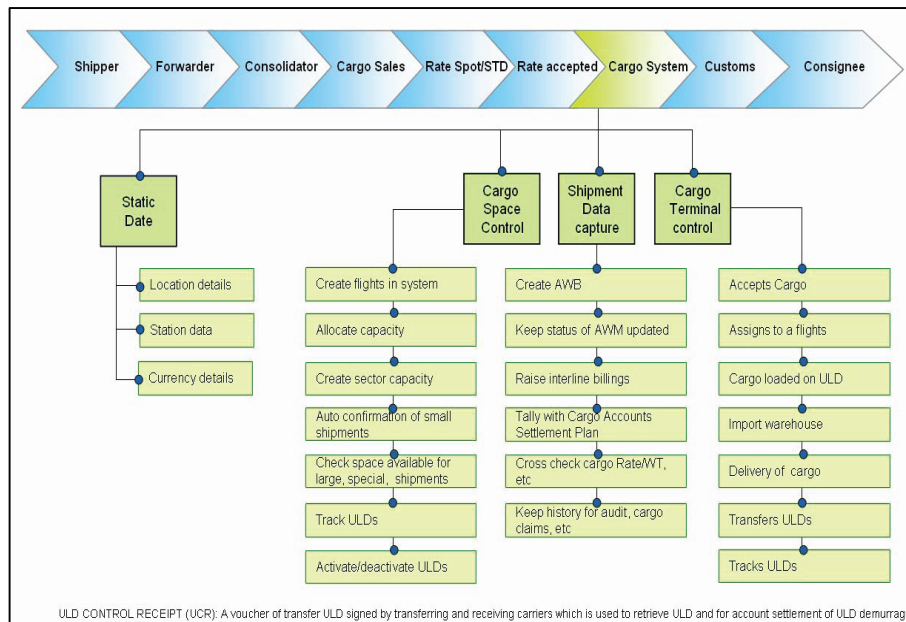 Shipper
Forwarder
Consolidator
Cargo Sales
Rate Spot/STD
Rate accepted
Cargo System
Customs
Consignee
Static
Date
Location details
Station data
Currency details
Cargo
Space
Control
Create flights in system
Allocate capacity
Create sector capacity
Auto confirmation of small
shipments
Check space available for
large, special, shipments
Track ULDs
Activate/deactivate ULDs
Shipment
Data
capture
Create AWB
Keep status of AWM updated
Raise interline billings
Tally with Cargo Accounts
Settlement Plan
Cross check cargo Rate/WT,
etc
Keep history for audit, cargo
claims, etc
Cargo
Terminal
control
Accepts Cargo
Assigns to a flights
Cargo loaded on ULD
Import warehouse
Delivery of cargo
Transfers ULDs
Tracks ULDs
ULD CONTROL RECEIPT (UCR): A voucher of transfer ULD signed by transferring and receiving carriers which is used to retrieve ULD and for account settlement of ULD demurrag